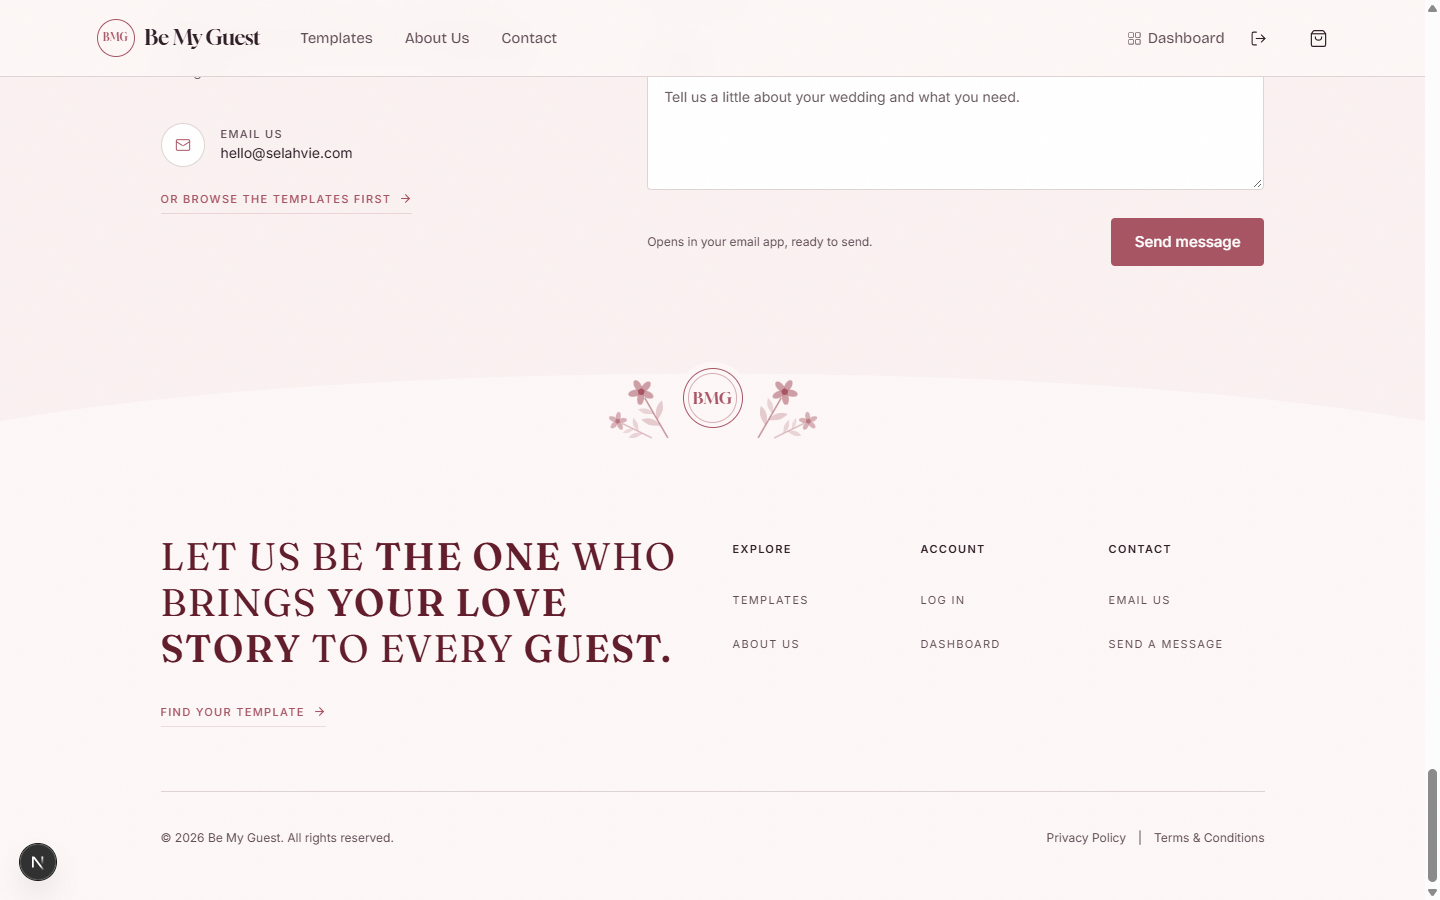 BMG Be My Guest Templates About Us Contact Dashboard
Tell us a little about your wedding and what you need.
EMAIL US
hello@selahvie.com
OR BROWSE THE TEMPLATES FIRST →
Opens in your email app, ready to send.
Send message
BMG
LET US BE THE ONE WHO
BRINGS YOUR LOVE
STORY TO EVERY GUEST.
FIND YOUR TEMPLATE →
EXPLORE
TEMPLATES
ABOUT US
ACCOUNT
LOG IN
DASHBOARD
CONTACT
EMAIL US
SEND A MESSAGE
© 2026 Be My Guest. All rights reserved.
Privacy Policy | Terms & Conditions
N